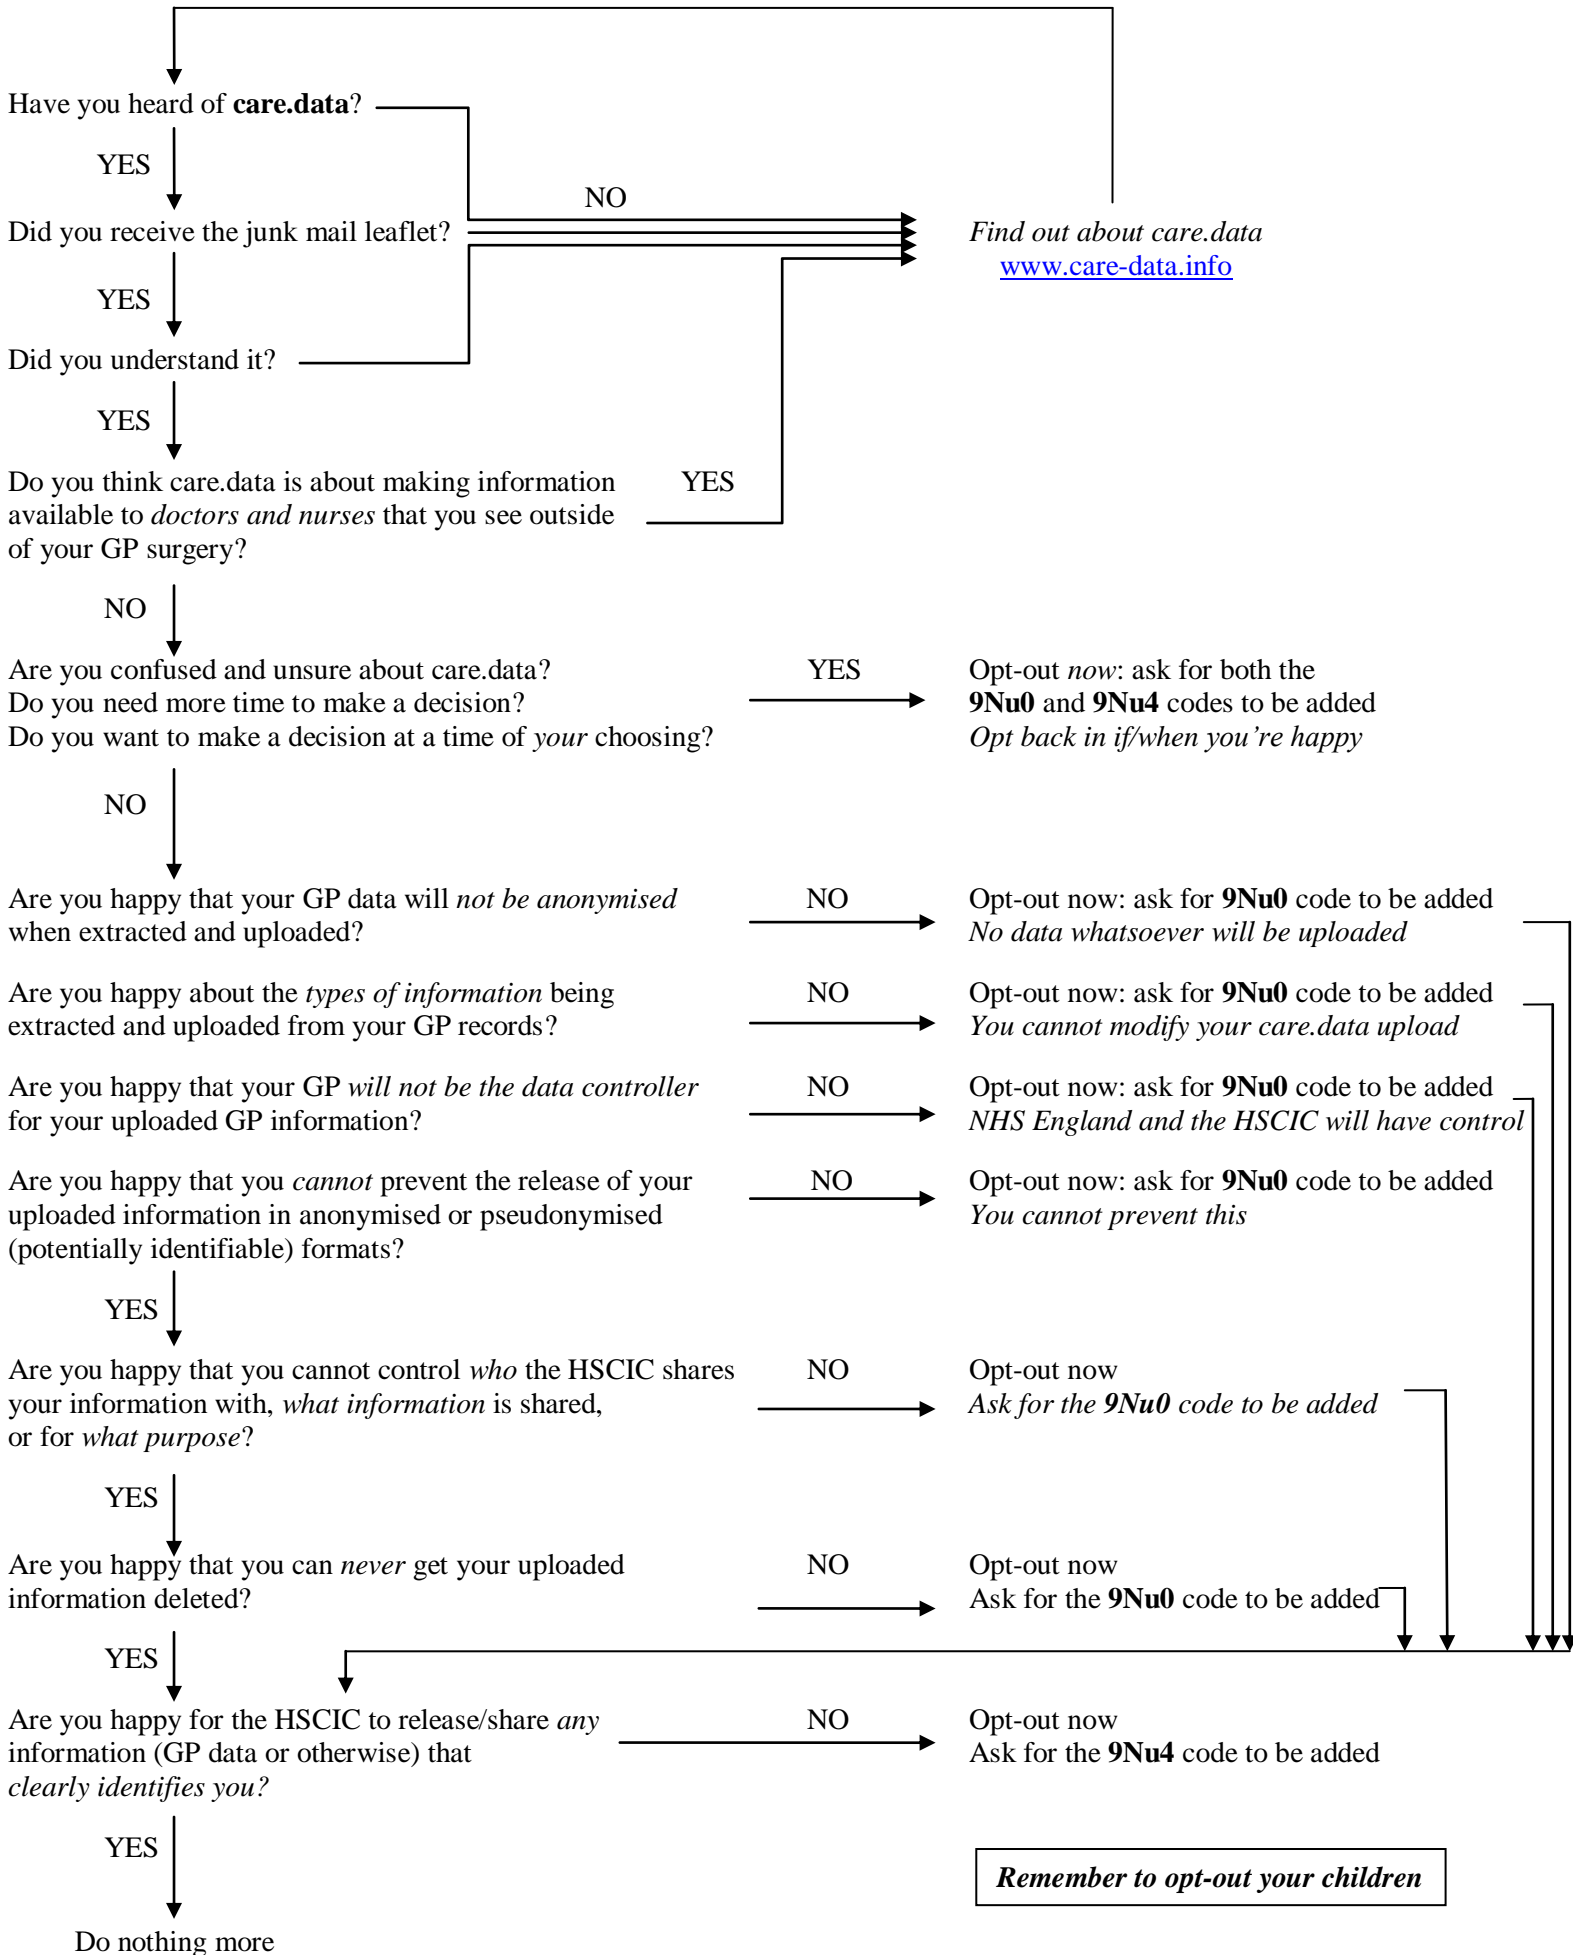 Have you heard of care.data?
YES
NO
Did you receive the junk mail leaflet?
Find out about care.data
www.care-data.info
YES
Did you understand it?
YES
Do you think care.data is about making information
available to doctors and nurses that you see outside
of your GP surgery?
YES
NO
Are you confused and unsure about care.data?
Do you need more time to make a decision?
Do you want to make a decision at a time of your choosing?
YES
Opt-out now: ask for both the
9Nu0 and 9Nu4 codes to be added
Opt back in if/when you're happy
NO
Are you happy that your GP data will not be anonymised
when extracted and uploaded?
NO
Opt-out now: ask for 9Nu0 code to be added
No data whatsoever will be uploaded
Are you happy about the types of information being
extracted and uploaded from your GP records?
NO
Opt-out now: ask for 9Nu0 code to be added
You cannot modify your care.data upload
Are you happy that your GP will not be the data controller
for your uploaded GP information?
NO
Opt-out now: ask for 9Nu0 code to be added
NHS England and the HSCIC will have control
Are you happy that you cannot prevent the release of your
uploaded information in anonymised or pseudonymised
(potentially identifiable) formats?
NO
Opt-out now: ask for 9Nu0 code to be added
You cannot prevent this
YES
Are you happy that you cannot control who the HSCIC shares
your information with, what information is shared,
or for what purpose?
NO
Opt-out now
Ask for the 9Nu0 code to be added
YES
Are you happy that you can never get your uploaded
information deleted?
NO
Opt-out now
Ask for the 9Nu0 code to be added
YES
Are you happy for the HSCIC to release/share any
information (GP data or otherwise) that
clearly identifies you?
NO
Opt-out now
Ask for the 9Nu4 code to be added
YES
Remember to opt-out your children
Do nothing more